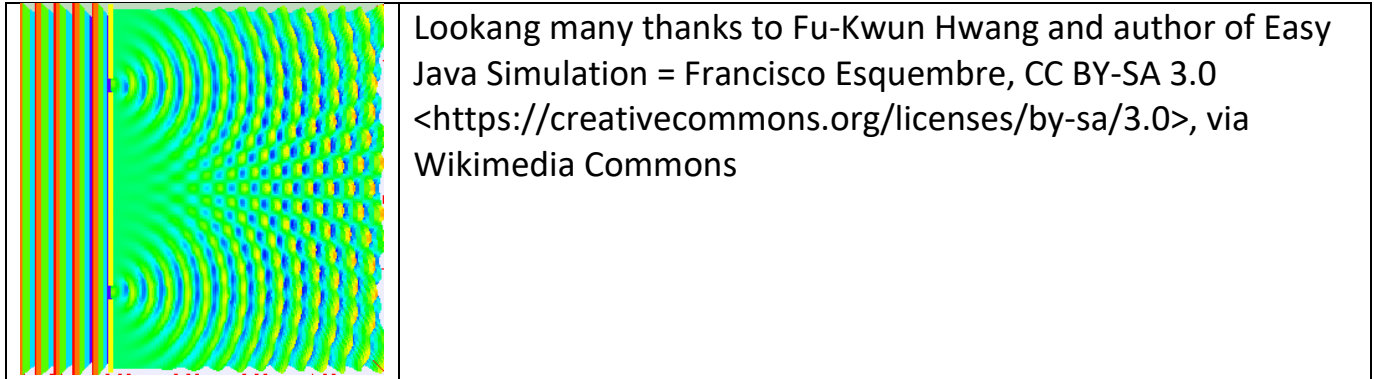 Lookang many thanks to Fu-Kwun Hwang and author of Easy
Java Simulation = Francisco Esquembre, CC BY-SA 3.0
<https://creativecommons.org/licenses/by-sa/3.0>, via
Wikimedia Commons